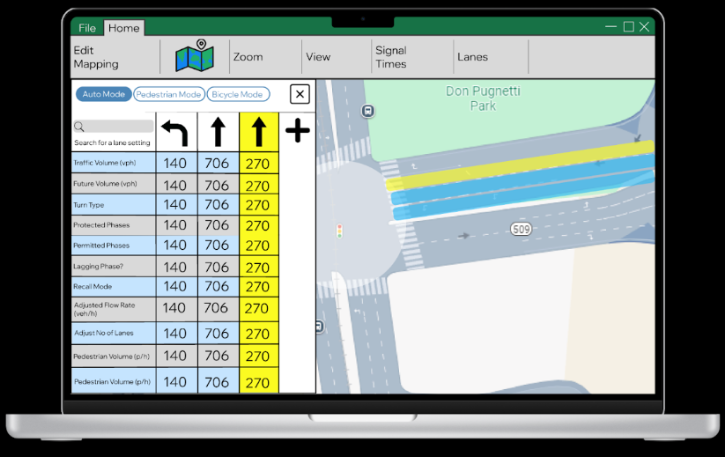 File Home
Edit
Mapping
Zoom
View
Signal
Times
Lanes
Auto Mode Pedestrian Mode Bicycle Mode
Search for a lane setting
Traffic Volume (vph) 140 706 270
Future Volume (vph) 140 706 270
Turn Type 140 706 270
Protected Phases 140 706 270
Permitted Phases 140 706 270
Lagging Phase? 140 706 270
Recall Mode 140 706 270
Adjusted Flow Rate
(veh/h) 140 706 270
Adjust No of Lanes 140 706 270
Pedestrian Volume (p/h) 140 706 270
Pedestrian Volume (p/h) 140 706 270
Don Pugnetti
Park
509